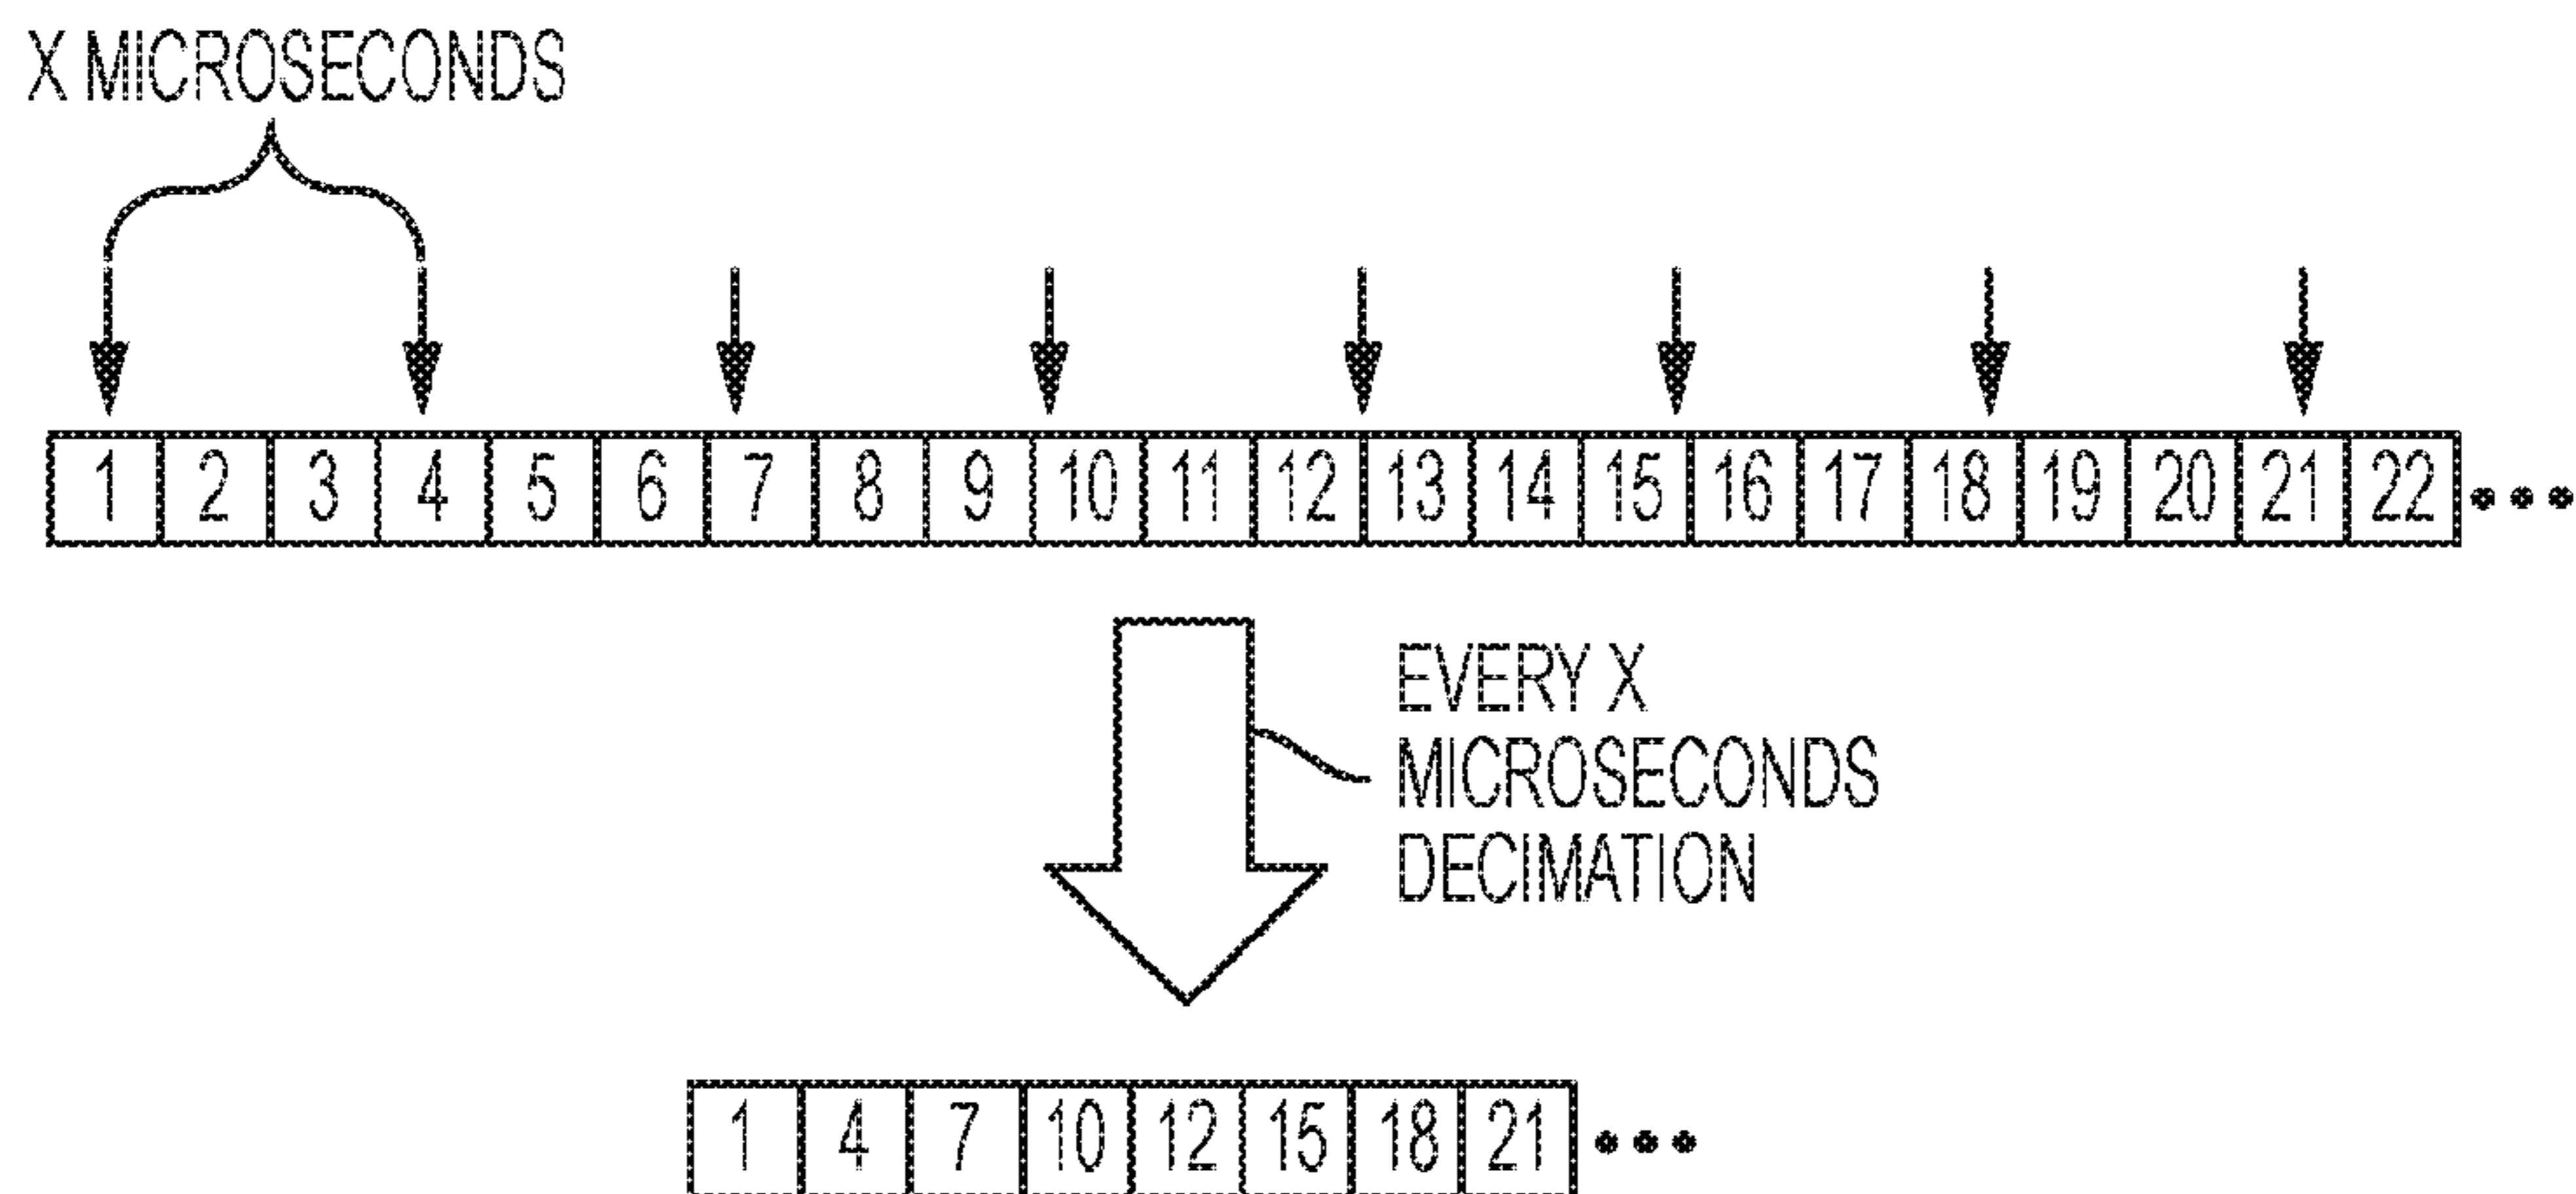 X MICROSECONDS
1 2 3 4 5 6 7 8 9 10 11 12 13 14 15 16 17 18 19 20 21 22 •••
EVERY X
MICROSECONDS
DECIMATION
1 4 7 10 12 15 18 21 •••